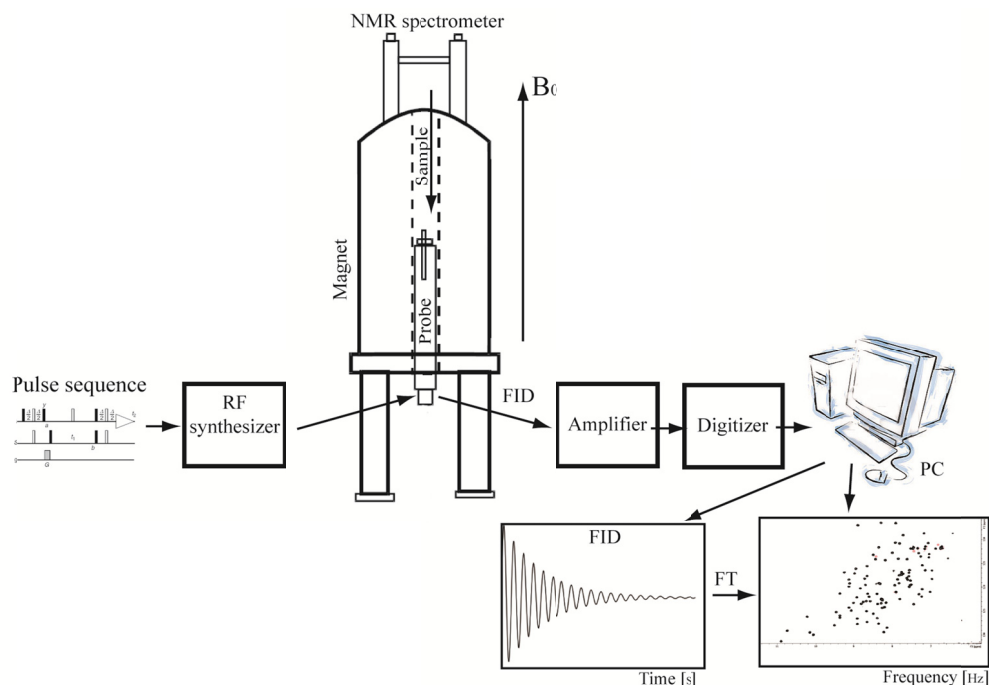 NMR spectrometer
B0
Sample
Magnet
Probe
Pulse sequence
RF
synthesizer
FID
Amplifier
Digitizer
PC
FID
FT
Time [s]
Frequency [Hz]